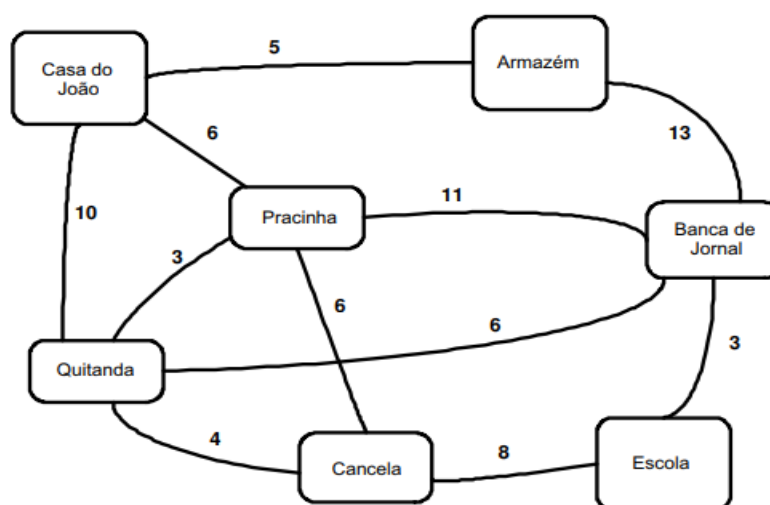 5
Casa do
João
Armazém
6
13
10
Pracinha
11
Banca de
Jornal
3
6
6
3
Quitanda
4
Cancela
8
Escola